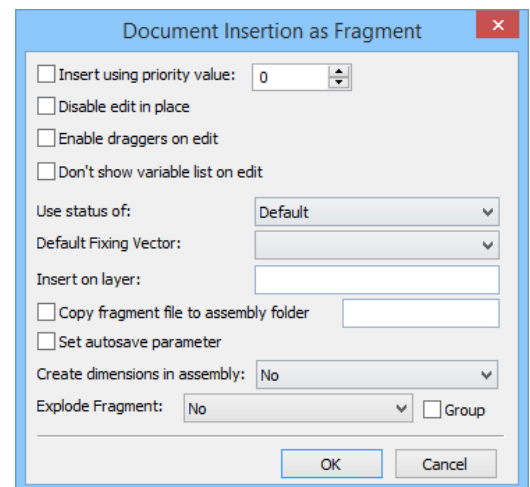 Document Insertion as Fragment
Insert using priority value: 0
Disable edit in place
Enable draggers on edit
Don't show variable list on edit
Use status of: Default
Default Fixing Vector:
Insert on layer:
Copy fragment file to assembly folder
Set autosave parameter
Create dimensions in assembly: No
Explode Fragment: No Group
OK Cancel